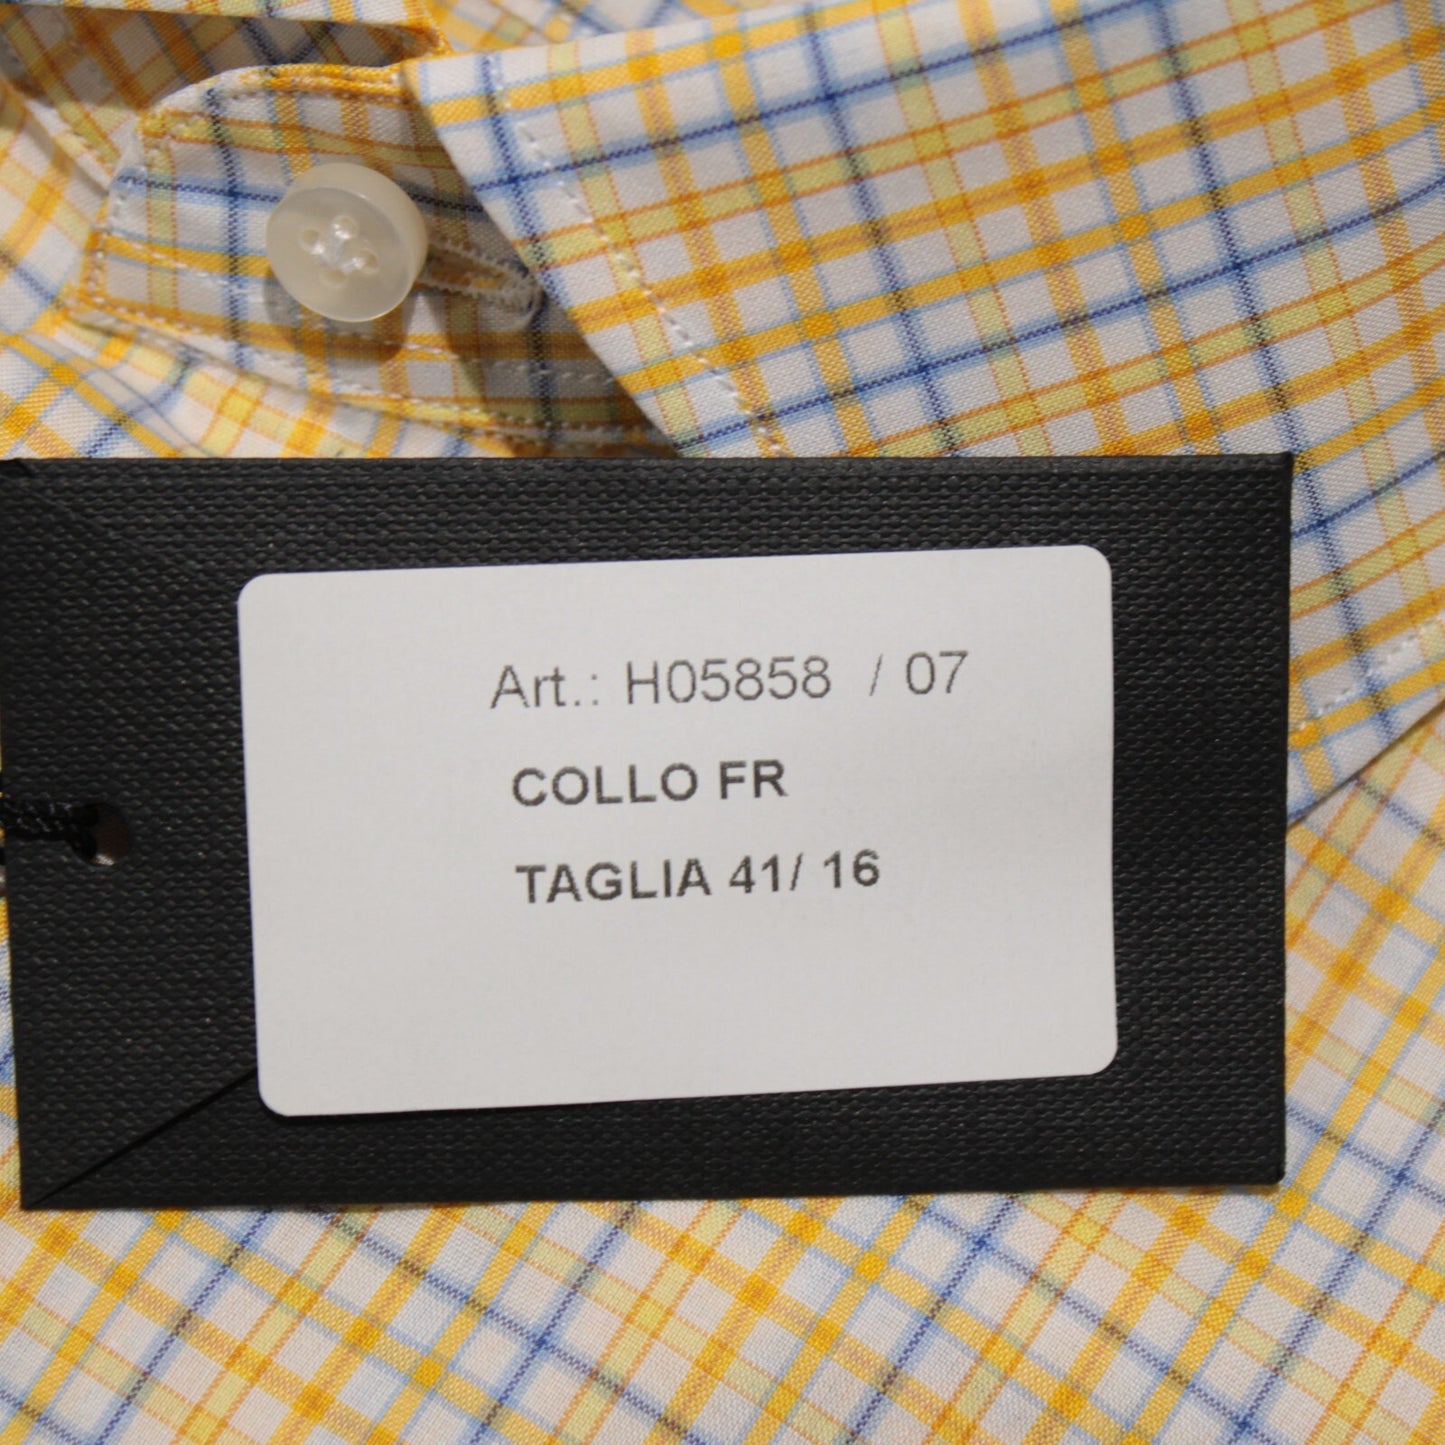 Art.: H05858 / 07
COLLO FR
TAGLIA 41/ 16